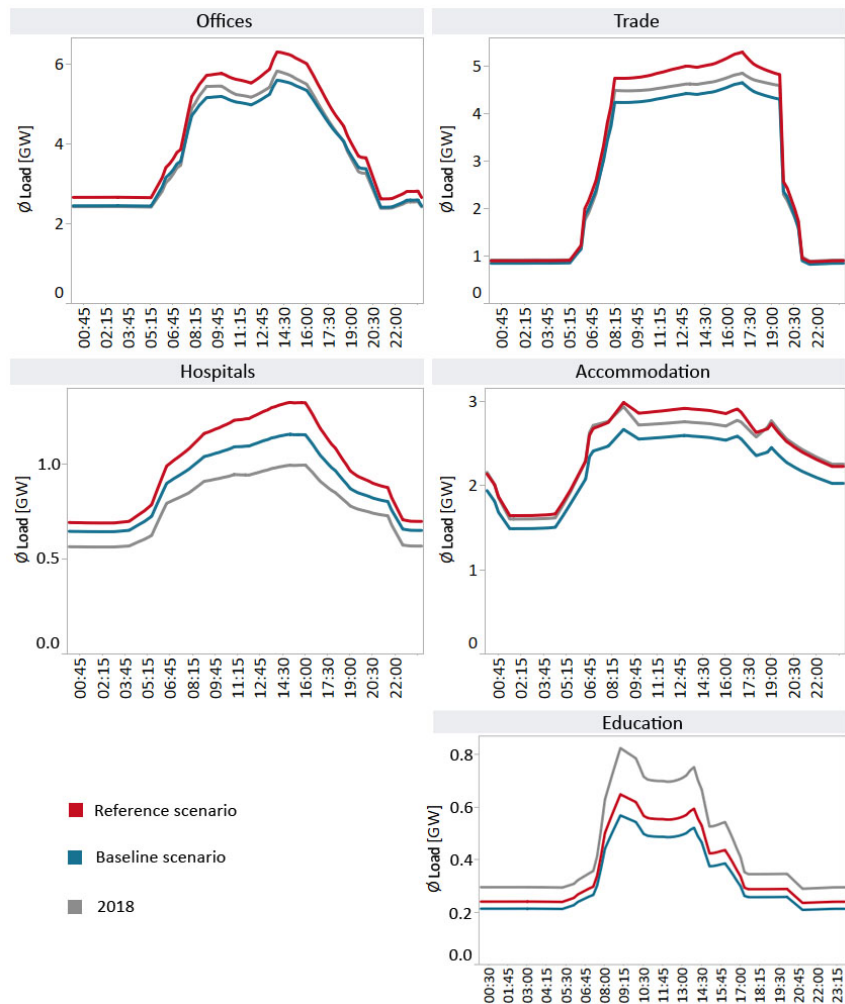 Offices
Ø Load [GW]
6
4
2
0
00:45 02:15 03:45 05:15 06:45 08:15 09:45 11:15 12:45 14:30 16:00 17:30 19:00 20:30 22:00
Trade
Ø Load [GW]
5
4
3
2
1
0
00:45 02:15 03:45 05:15 06:45 08:15 09:45 11:15 12:45 14:30 16:00 17:30 19:00 20:30 22:00
Hospitals
Ø Load [GW]
1.0
0.5
0.0
00:45 02:15 03:45 05:15 06:45 08:15 09:45 11:15 12:45 14:30 16:00 17:30 19:00 20:30 22:00
Accommodation
Ø Load [GW]
3
2
1
0
00:45 02:15 03:45 05:15 06:45 08:15 09:45 11:15 12:45 14:30 16:00 17:30 19:00 20:30 22:00
Education
Ø Load [GW]
0.8
0.6
0.4
0.2
0.0
00:30 01:45 03:00 04:15 05:30 06:45 08:00 09:15 10:30 11:45 13:00 14:15 15:45 17:00 18:15 19:30 20:45 22:00 23:15
Reference scenario
Baseline scenario
2018